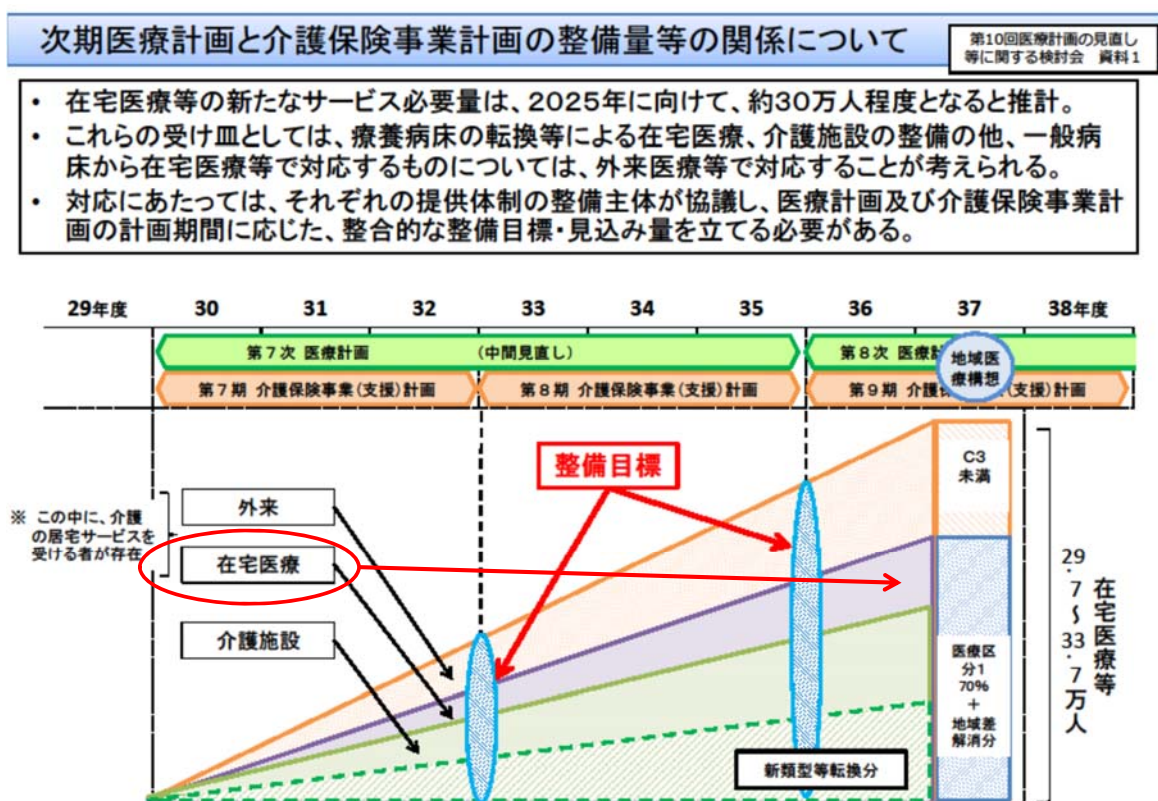 次期医療計画と介護保険事業計画の整備量等の関係について
第10回医療計画の見直し
等に関する検討会 資料1
• 在宅医療等の新たなサービス必要量は、2025年に向けて、約30万人程度となると推計。
• これらの受け皿としては、療養病床の転換等による在宅医療、介護施設の整備の他、一般病
床から在宅医療等で対応するものについては、外来医療等で対応することが考えられる。
• 対応にあたっては、それぞれの提供体制の整備主体が協議し、医療計画及び介護保険事業計
画の計画期間に応じた、整合的な整備目標・見込み量を立てる必要がある。
29年度 30 31 32 33 34 35 36 37 38年度
第7次 医療計画 (中間見直し) 第8次 医療計
地域医
療構想
第7期 介護保険事業(支援)計画 第8期 介護保険事業(支援)計画 第9期 介護保 (支援)計画
整備目標
C3
未満
※ この中に、介護
の居宅サービスを
受ける者が存在
外来
在宅医療
介護施設
医療区
分1
70%
+
地域差
解消分
新類型等転換分
29.7~33.7万人
在宅医療等